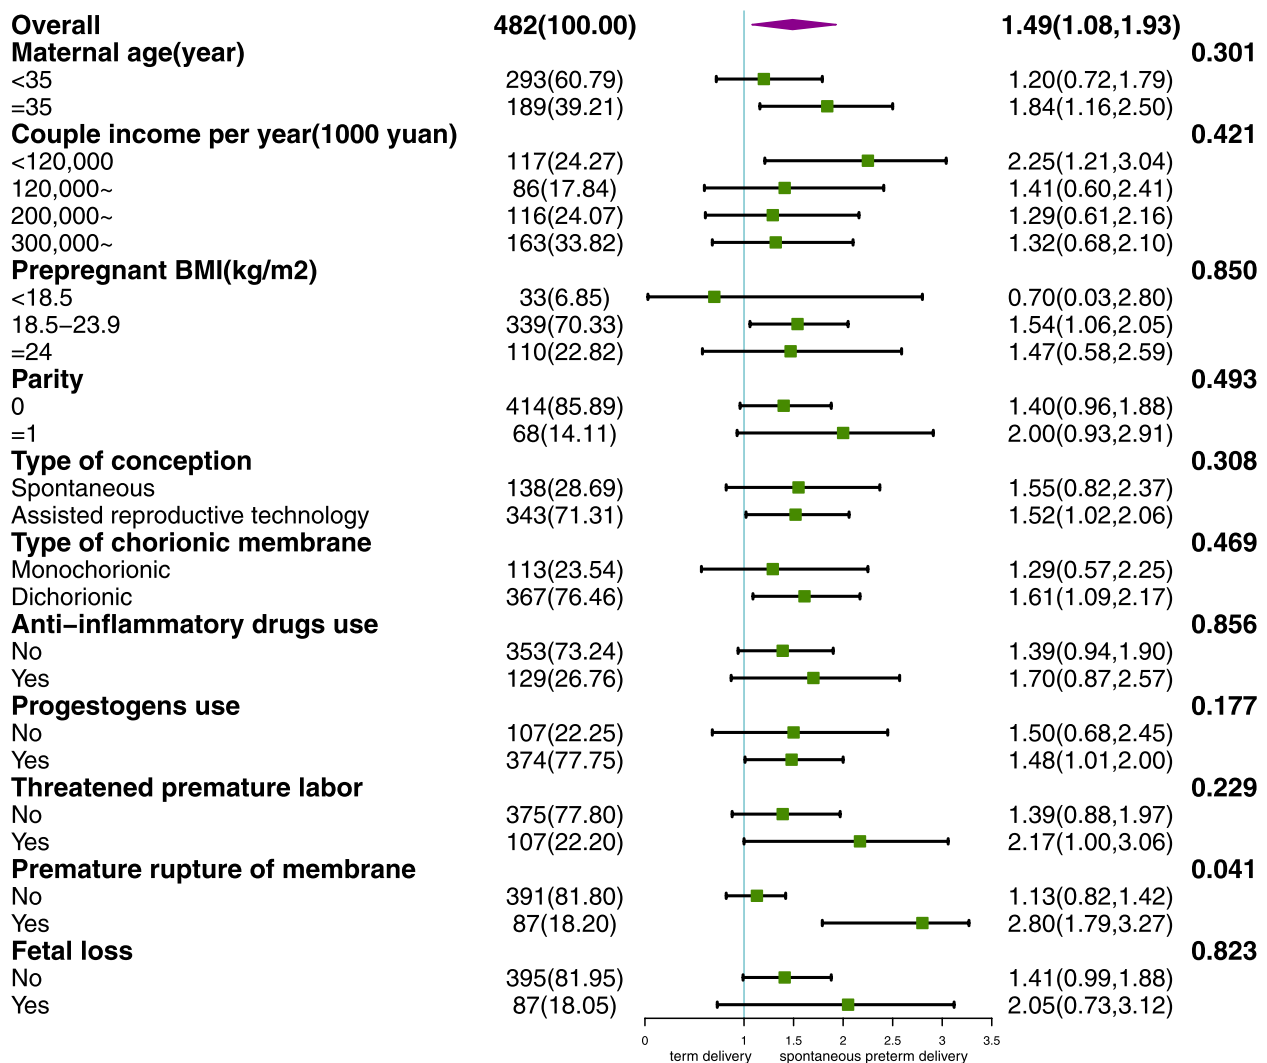 Overall 482(100.00) 1.49(1.08,1.93)
Maternal age(year) 0.301
<35 293(60.79) 1.20(0.72,1.79)
=35 189(39.21) 1.84(1.16,2.50)
Couple income per year(1000 yuan) 0.421
<120,000 117(24.27) 2.25(1.21,3.04)
120,000~ 86(17.84) 1.41(0.60,2.41)
200,000~ 116(24.07) 1.29(0.61,2.16)
300,000~ 163(33.82) 1.32(0.68,2.10)
Prepregnant BMI(kg/m2) 0.850
<18.5 33(6.85) 0.70(0.03,2.80)
18.5−23.9 339(70.33) 1.54(1.06,2.05)
=24 110(22.82) 1.47(0.58,2.59)
Parity 0.493
0 414(85.89) 1.40(0.96,1.88)
=1 68(14.11) 2.00(0.93,2.91)
Type of conception 0.308
Spontaneous 138(28.69) 1.55(0.82,2.37)
Assisted reproductive technology 343(71.31) 1.52(1.02,2.06)
Type of chorionic membrane 0.469
Monochorionic 113(23.54) 1.29(0.57,2.25)
Dichorionic 367(76.46) 1.61(1.09,2.17)
Anti−inflammatory drugs use 0.856
No 353(73.24) 1.39(0.94,1.90)
Yes 129(26.76) 1.70(0.87,2.57)
Progestogens use 0.177
No 107(22.25) 1.50(0.68,2.45)
Yes 374(77.75) 1.48(1.01,2.00)
Threatened premature labor 0.229
No 375(77.80) 1.39(0.88,1.97)
Yes 107(22.20) 2.17(1.00,3.06)
Premature rupture of membrane 0.041
No 391(81.80) 1.13(0.82,1.42)
Yes 87(18.20) 2.80(1.79,3.27)
Fetal loss 0.823
No 395(81.95) 1.41(0.99,1.88)
Yes 87(18.05) 2.05(0.73,3.12)
0 1 1.5 2 2.5 3 3.5
term delivery spontaneous preterm delivery